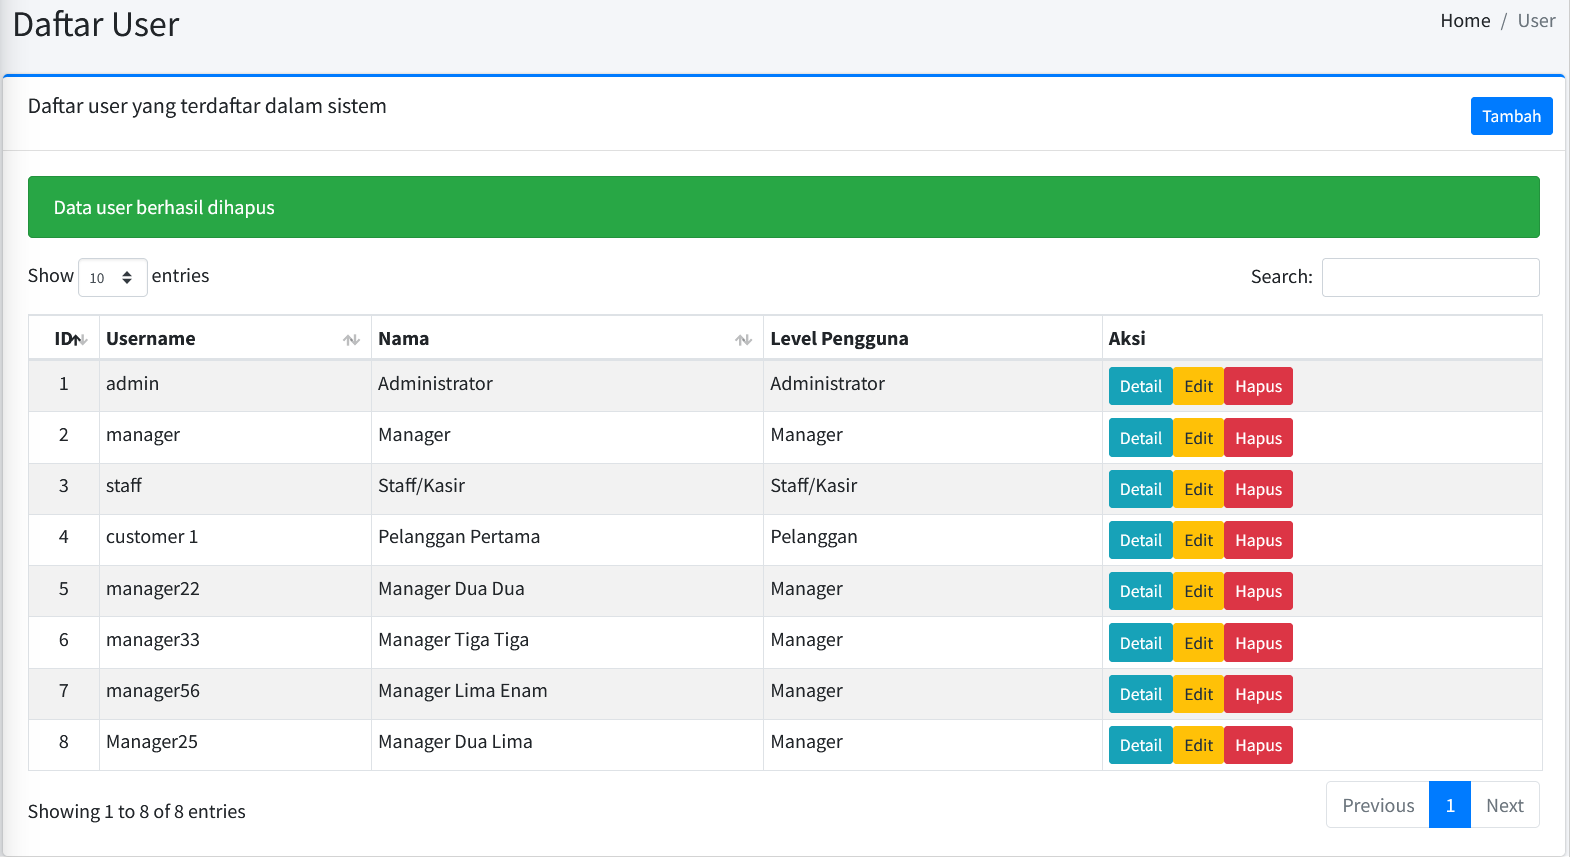 Daftar User
Home / User
Daftar user yang terdaftar dalam sistem
Tambah
Data user berhasil dihapus
Show 10 entries
Search:
ID Username Nama Level Pengguna Aksi
1 admin Administrator Administrator Detail Edit Hapus
2 manager Manager Manager Detail Edit Hapus
3 staff Staff/Kasir Staff/Kasir Detail Edit Hapus
4 customer 1 Pelanggan Pertama Pelanggan Detail Edit Hapus
5 manager22 Manager Dua Dua Manager Detail Edit Hapus
6 manager33 Manager Tiga Tiga Manager Detail Edit Hapus
7 manager56 Manager Lima Enam Manager Detail Edit Hapus
8 Manager25 Manager Dua Lima Manager Detail Edit Hapus
Showing 1 to 8 of 8 entries
Previous 1 Next